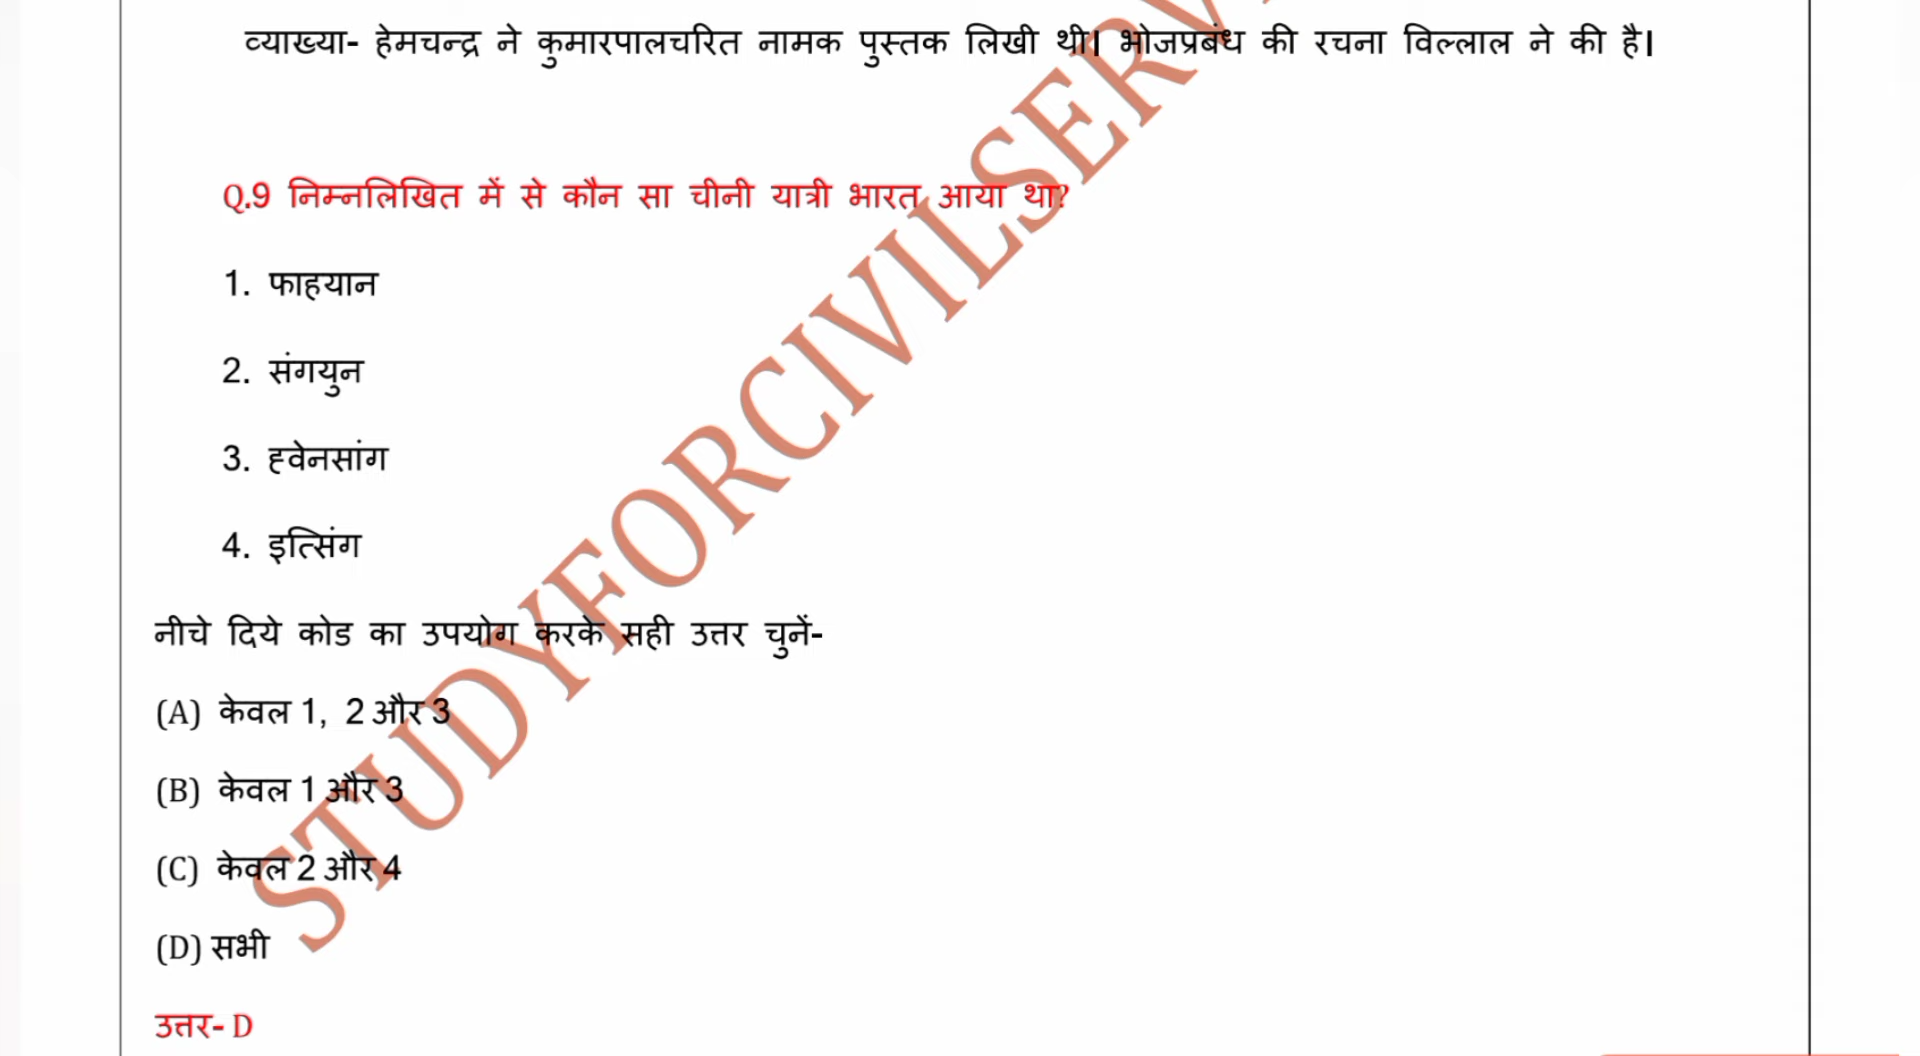 व्याख्या- हेमचन्द्र ने कुमारपालचरित नामक पुस्तक लिखी थी। भोजप्रबंध की रचना विल्लाल ने की है।
Q.9 निम्नलिखित में से कौन सा चीनी यात्री भारत आया था?
1. फाहयान
2. संगयुन
3. ह्वेनसांग
4. इत्सिंग
नीचे दिये कोड का उपयोग करके सही उत्तर चुनें-
(A) केवल 1, 2 और 3
(B) केवल 1 और 3
(C) केवल 2 और 4
(D) सभी
उत्तर- D
STUDYFORCIVILSERV